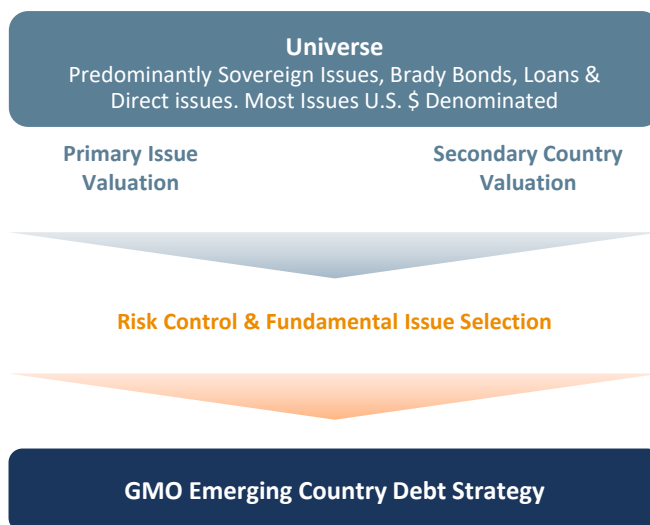 Universe
Predominantly Sovereign Issues, Brady Bonds, Loans &
Direct issues. Most Issues U.S. $ Denominated
Primary Issue
Valuation
Secondary Country
Valuation
Risk Control & Fundamental Issue Selection
GMO Emerging Country Debt Strategy